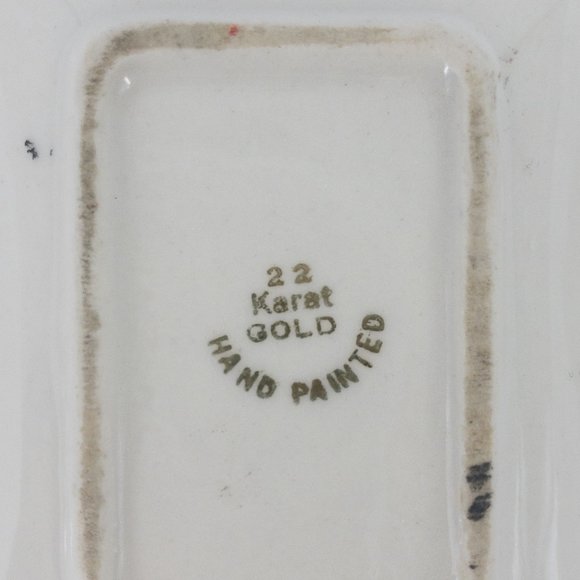 22
Karat
GOLD
HAND PAINTED